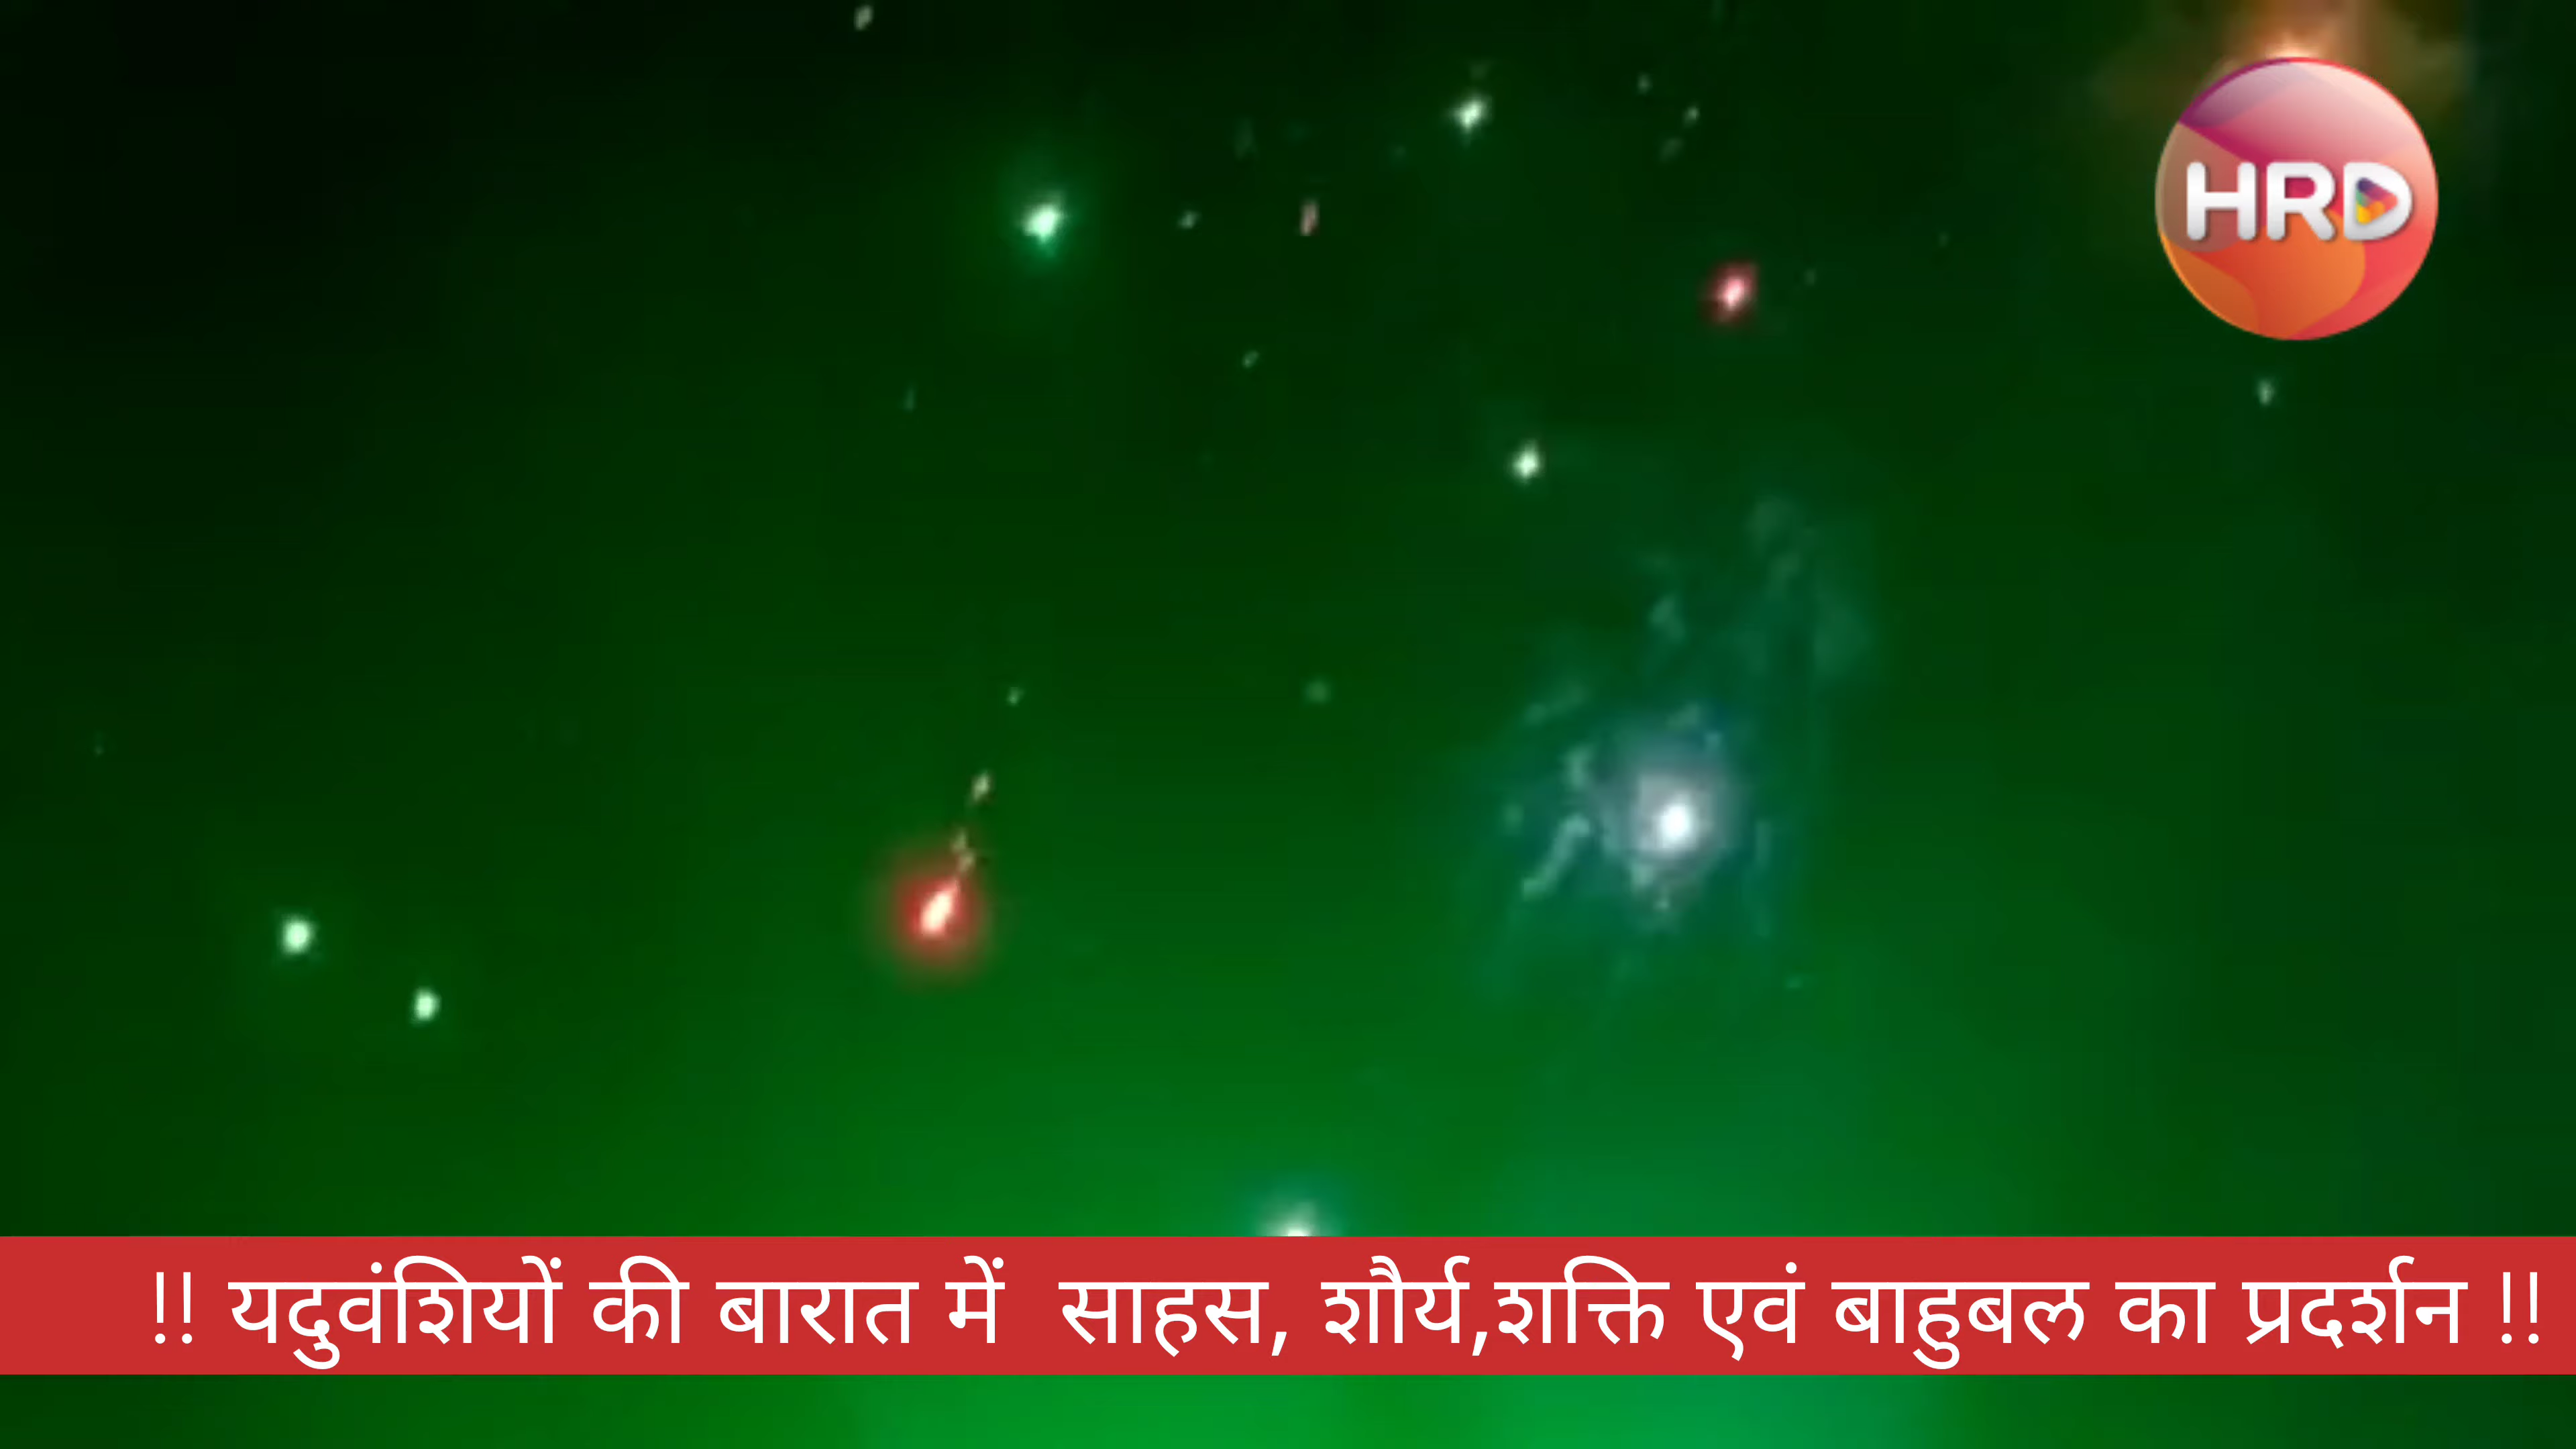 HRD
!! यदुवंशियों की बारात में  साहस, शौर्य,शक्ति एवं बाहुबल का प्रदर्शन !!